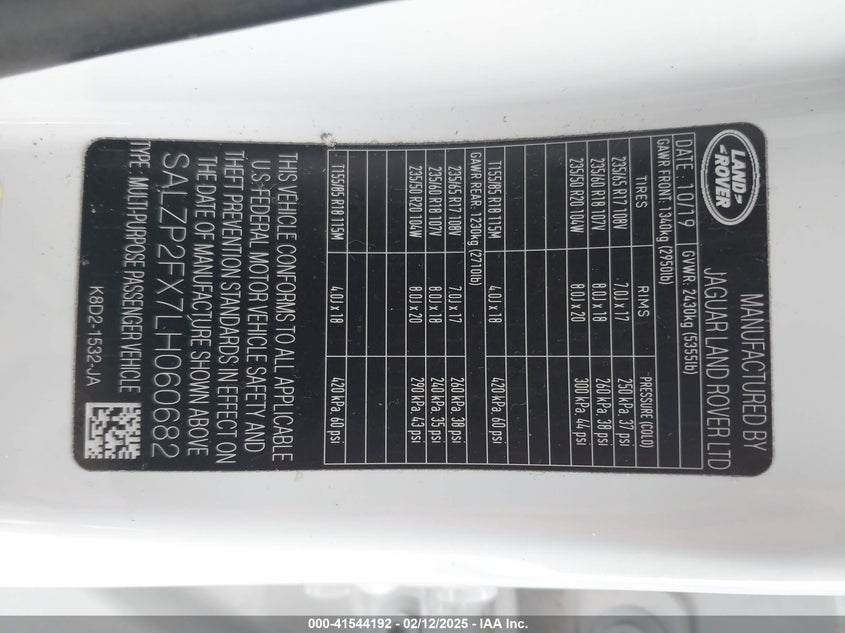 LAND ROVER
MANUFACTURED BY
JAGUAR LAND ROVER LTD
DATE: 10/19 GVWR: 2430kg (5355lb)
GAWR FRONT: 1340kg (2950lb)
TIRES RIMS PRESSURE (COLD)
235/65 R17 108V 7.0J x 17 250 kPa, 37 psi
235/60 R18 107V 8.0J x 18 260 kPa, 38 psi
235/50 R20 104W 8.0J x 20 300 kPa, 44 psi
T155/85 R18 115M 4.0J x 18 420 kPa, 60 psi
GAWR REAR: 1230kg (2710lb)
235/65 R17 108V 7.0J x 17 260 kPa, 38 psi
235/60 R18 107V 8.0J x 18 240 kPa, 35 psi
235/50 R20 104W 8.0J x 20 290 kPa, 43 psi
T155/85 R18 115M 4.0J x 18 420 kPa, 60 psi
THIS VEHICLE CONFORMS TO ALL APPLICABLE
U.S. FEDERAL MOTOR VEHICLE SAFETY AND
THEFT PREVENTION STANDARDS IN EFFECT ON
THE DATE OF MANUFACTURE SHOWN ABOVE
SALZP2FX7LH060682
TYPE: MULTI-PURPOSE PASSENGER VEHICLE
K8D2-1532-JA
000-41544192 - 02/12/2025 - IAA Inc.